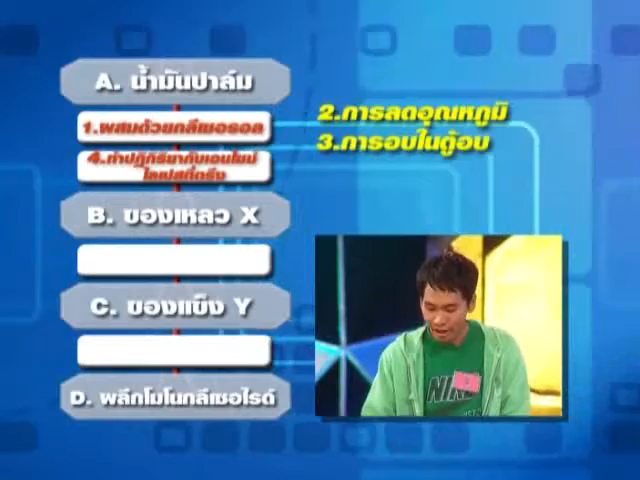 A. น้ำมันปาล์ม
1.ผสมด้วยกลีเซอรอล
4.ทำปฏิกิริยากับเอนไซม์
ไลเปสที่ตรึง
B. ของเหลว X
C. ของแข็ง Y
D. ผลึกโมโนกลีเซอไรด์
2.การลดอุณหภูมิ
3.การอบในตู้อบ
NIKE